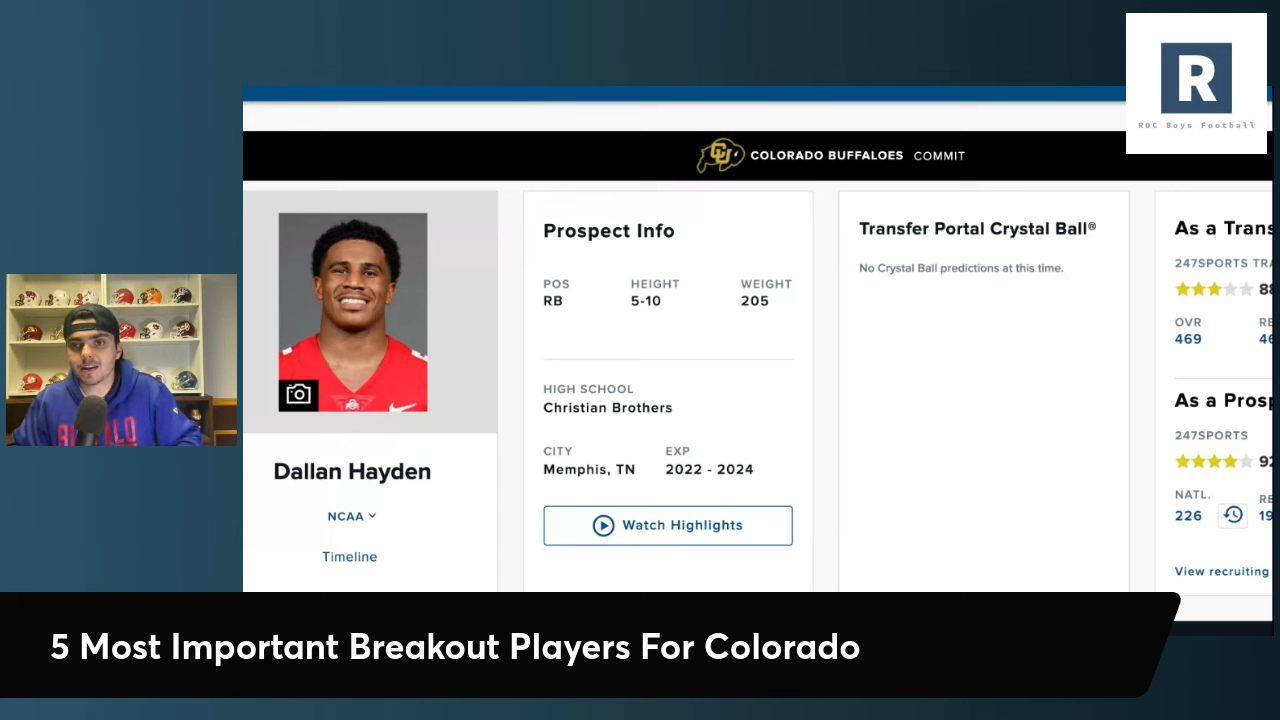 R
ROC Boys Football
COLORADO BUFFALOES COMMIT
Prospect Info
POS HEIGHT WEIGHT
RB 5-10 205
HIGH SCHOOL
Christian Brothers
CITY EXP
Memphis, TN 2022 - 2024
Watch Highlights
Transfer Portal Crystal Ball®
No Crystal Ball predictions at this time.
As a Trans
247SPORTS TRA
88
OVR RE
469 46
As a Prosp
247SPORTS
92
NATL. RE
226 19
View recruiting
Dallan Hayden
NCAA
Timeline
BUFFALO
5 Most Important Breakout Players For Colorado